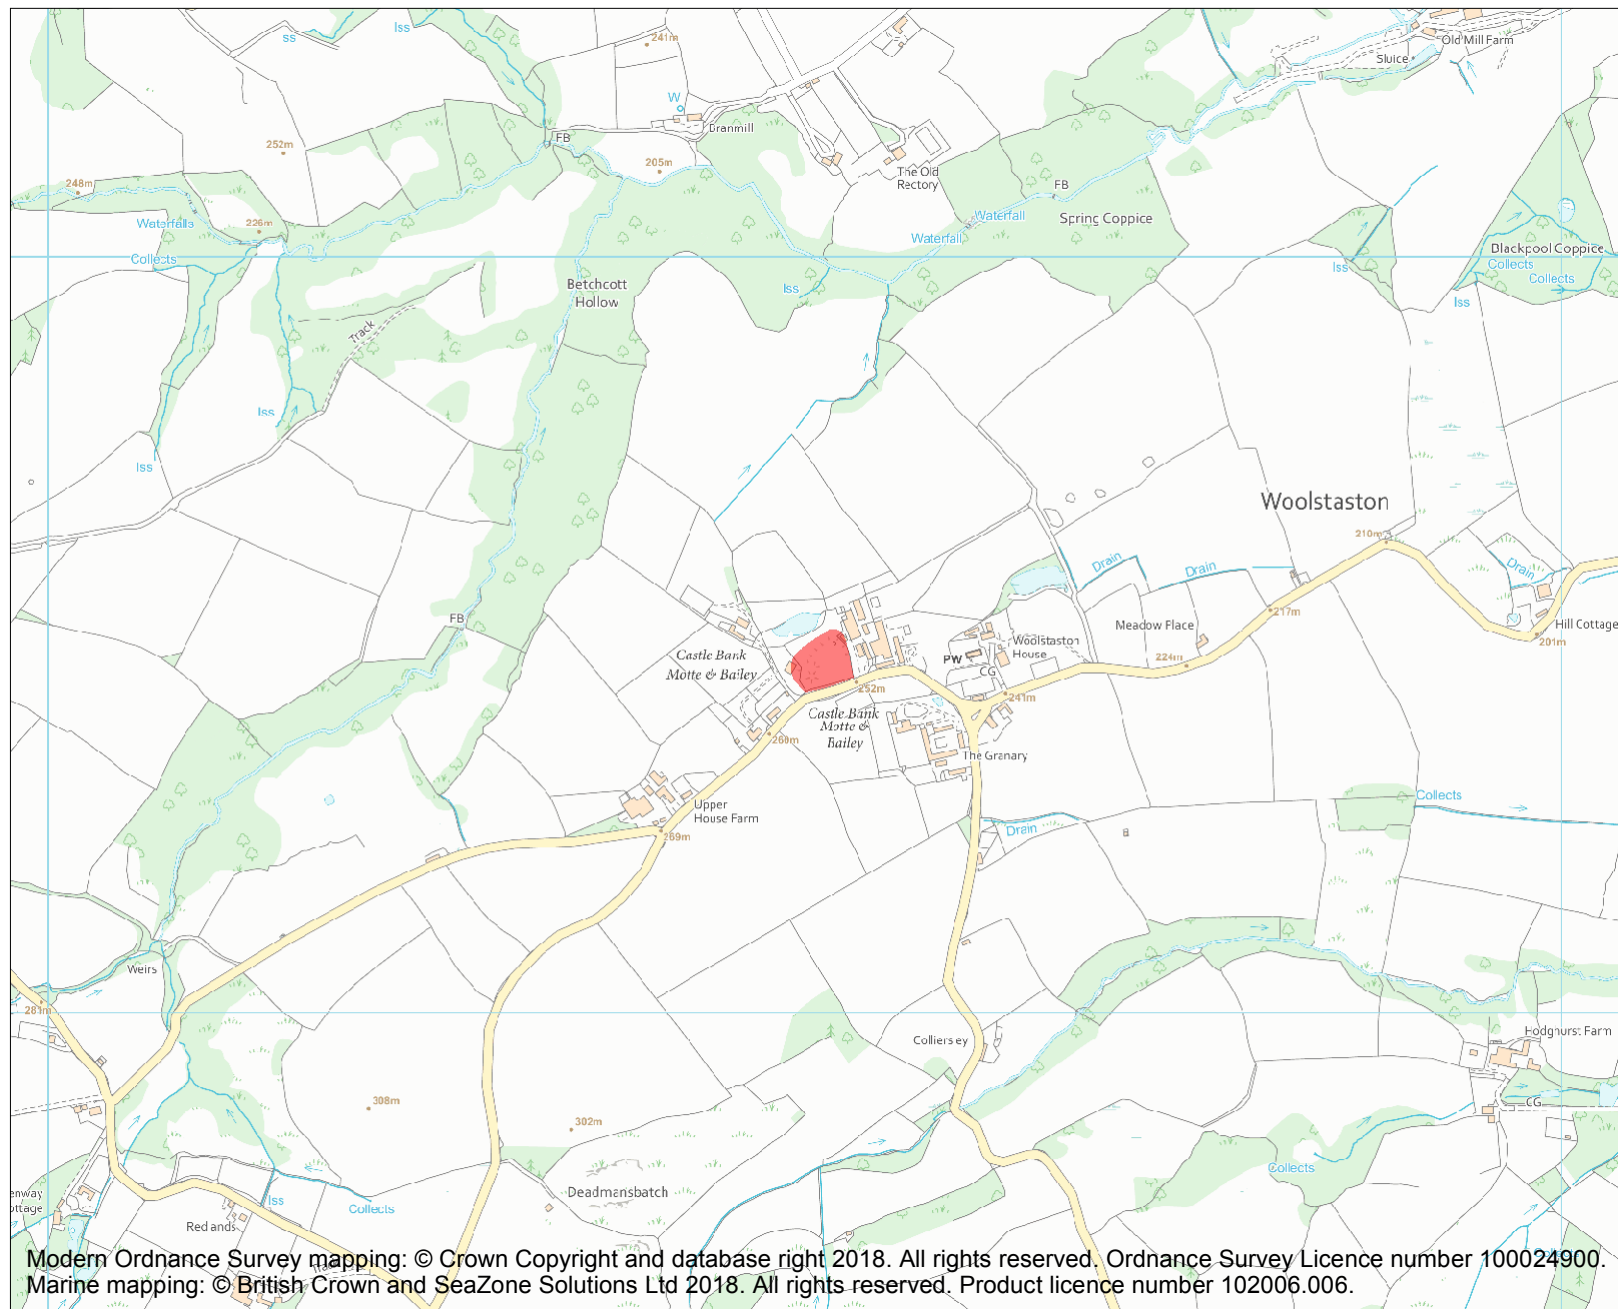 Iss
ss
241m
Old Mill Farm
Sluice
W
Branmill
FB
252m
205m
The Old
Rectory
248m
FB
Waterfalls
226m
Waterfall
Spring Coppice
Waterfall
Blackpool Coppice
Collects
Iss
Collects
Collects
Betchcott
Hollow
Iss
Iss
Track
Iss
Iss
Woolstaston
210m
Drain
Drain
Drain
FB
217m
Meadow Place
Hill Cottage
201m
Woolstaston
House
Castle Bank
Motte & Bailey
PW
CG
224m
252m
241m
Castle Bank
Motte &
Bailey
260m
The Granary
Upper
House Farm
Collects
269m
Drain
Weirs
281m
Hodghurst Farm
Colliersley
308m
302m
CG
Collects
Deadmansbatch
enway
ottage
Iss
Collects
Redlands
Collects
Track
Modern Ordnance Survey mapping: © Crown Copyright and database right 2018. All rights reserved. Ordnance Survey Licence number 100024900.
Marine mapping: © British Crown and SeaZone Solutions Ltd 2018. All rights reserved. Product licence number 102006.006.